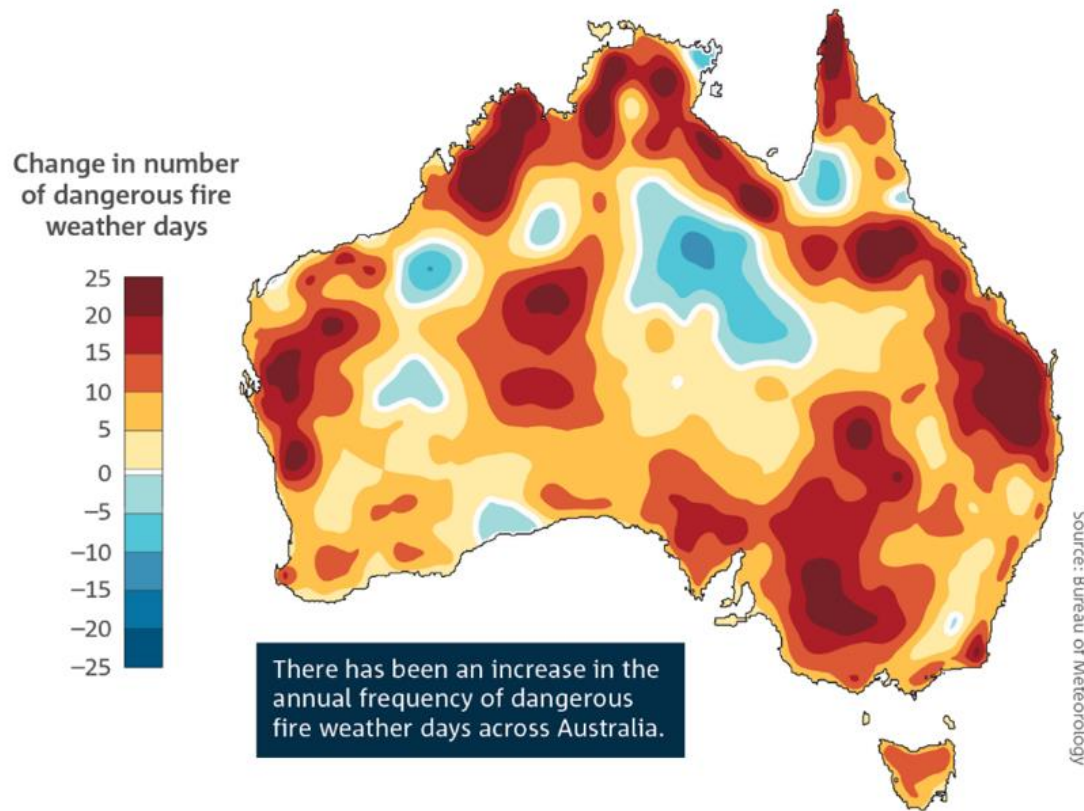 Change in number
of dangerous fire
weather days
25
20
15
10
5
0
−5
−10
−15
−20
−25
There has been an increase in the
annual frequency of dangerous
fire weather days across Australia.
Source: Bureau of Meteorology